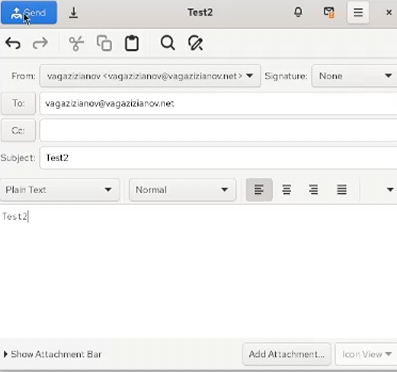 Send Test2
From: vagazizianov <vagazizianov@vagazizianov.net> Signature: None
To: vagazizianov@vagazizianov.net
Cc:
Subject: Test2
Plain Text Normal
Test2
Show Attachment Bar Add Attachment... Icon View